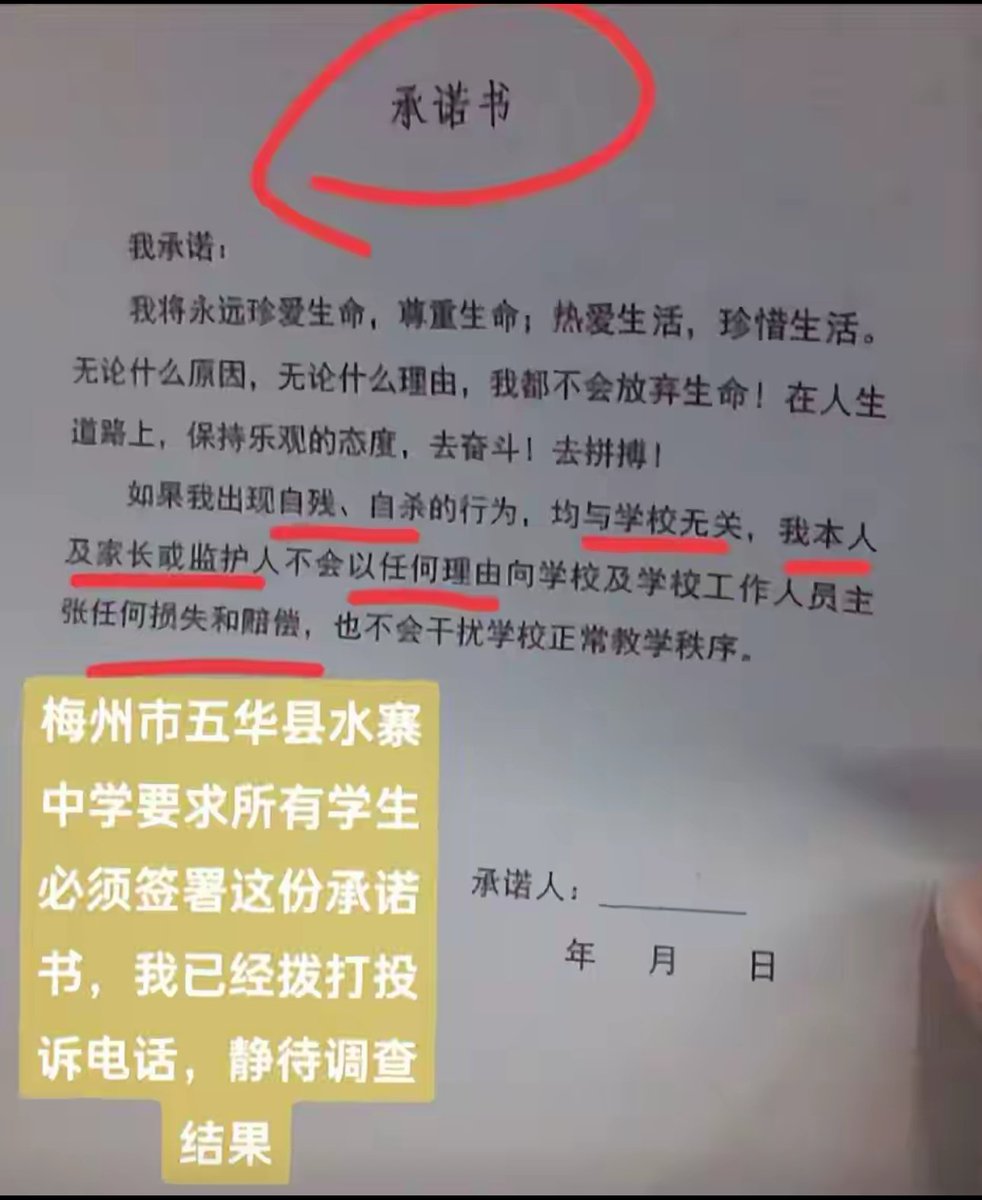 承诺书
我承诺：
我将永远珍爱生命，尊重生命；热爱生活，珍惜生活。
无论什么原因，无论什么理由，我都不会放弃生命！在人生
道路上，保持乐观的态度，去奋斗！去拼搏！
如果我出现自残、自杀的行为，均与学校无关，我本人
及家长或监护人不会以任何理由向学校及学校工作人员主
张任何损失和赔偿，也不会干扰学校正常教学秩序。
梅州市五华县水寨
中学要求所有学生
必须签署这份承诺
书，我已经拨打投
诉电话，静待调查
结果
承诺人：
年 月 日